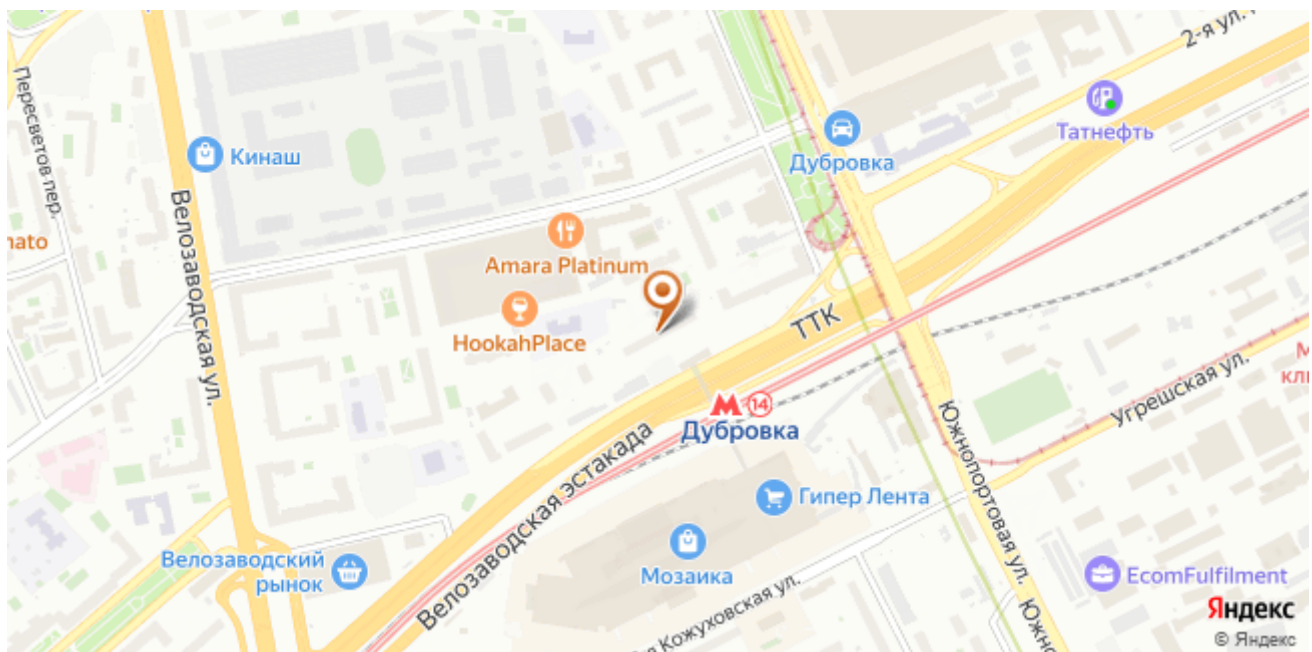 2-я ул.
Татнефть
Дубровка
Пересветов пер.
Кинаш
Велозаводская ул.
Amara Platinum
HookahPlace
ТТК
14
Дубровка
Угрешская ул.
Южнопортовая ул.
Велозаводская эстакада
Гипер Лента
Мозаика
Велозаводский
рынок
EcomFulfilment
Кожуховская ул.
Яндекс
© Яндекс